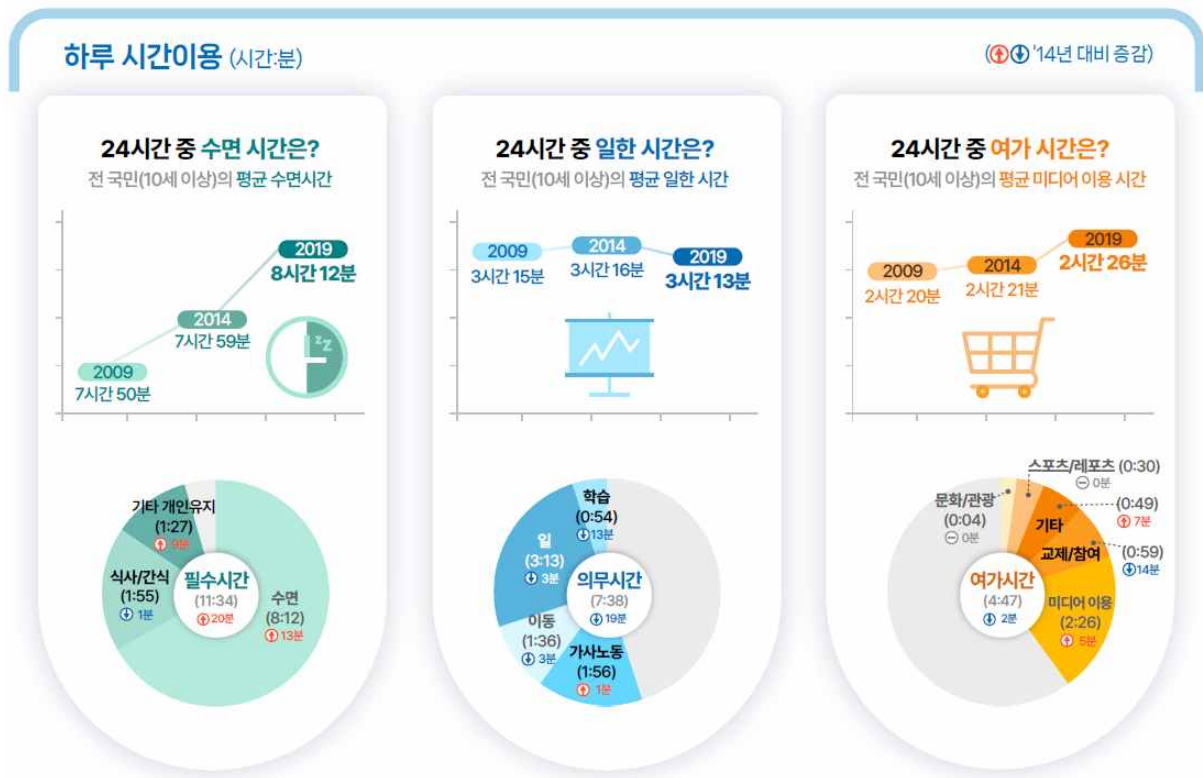 하루 시간이용 (시간:분)
(↑↓ '14년 대비 증감)
24시간 중 수면 시간은?
전 국민(10세 이상)의 평균 수면시간
2019
8시간 12분
2014
7시간 59분
2009
7시간 50분
zZ
기타 개인유지
(1:27)
↑ 9분
식사/간식
(1:55)
↓ 1분
필수시간
(11:34)
↑20분
수면
(8:12)
↑13분
24시간 중 일한 시간은?
전 국민(10세 이상)의 평균 일한 시간
2009
3시간 15분
2014
3시간 16분
2019
3시간 13분
학습
(0:54)
↓13분
일
(3:13)
↓ 3분
의무시간
(7:38)
↓ 19분
이동
(1:36)
↓ 3분
가사노동
(1:56)
↑ 1분
24시간 중 여가 시간은?
전 국민(10세 이상)의 평균 미디어 이용 시간
2009
2시간 20분
2014
2시간 21분
2019
2시간 26분
스포츠/레포츠 (0:30)
− 0분
문화/관광
(0:04)
− 0분
기타
(0:49)
↑ 7분
교제/참여
(0:59)
↓14분
여가시간
(4:47)
↓ 2분
미디어 이용
(2:26)
↑ 5분